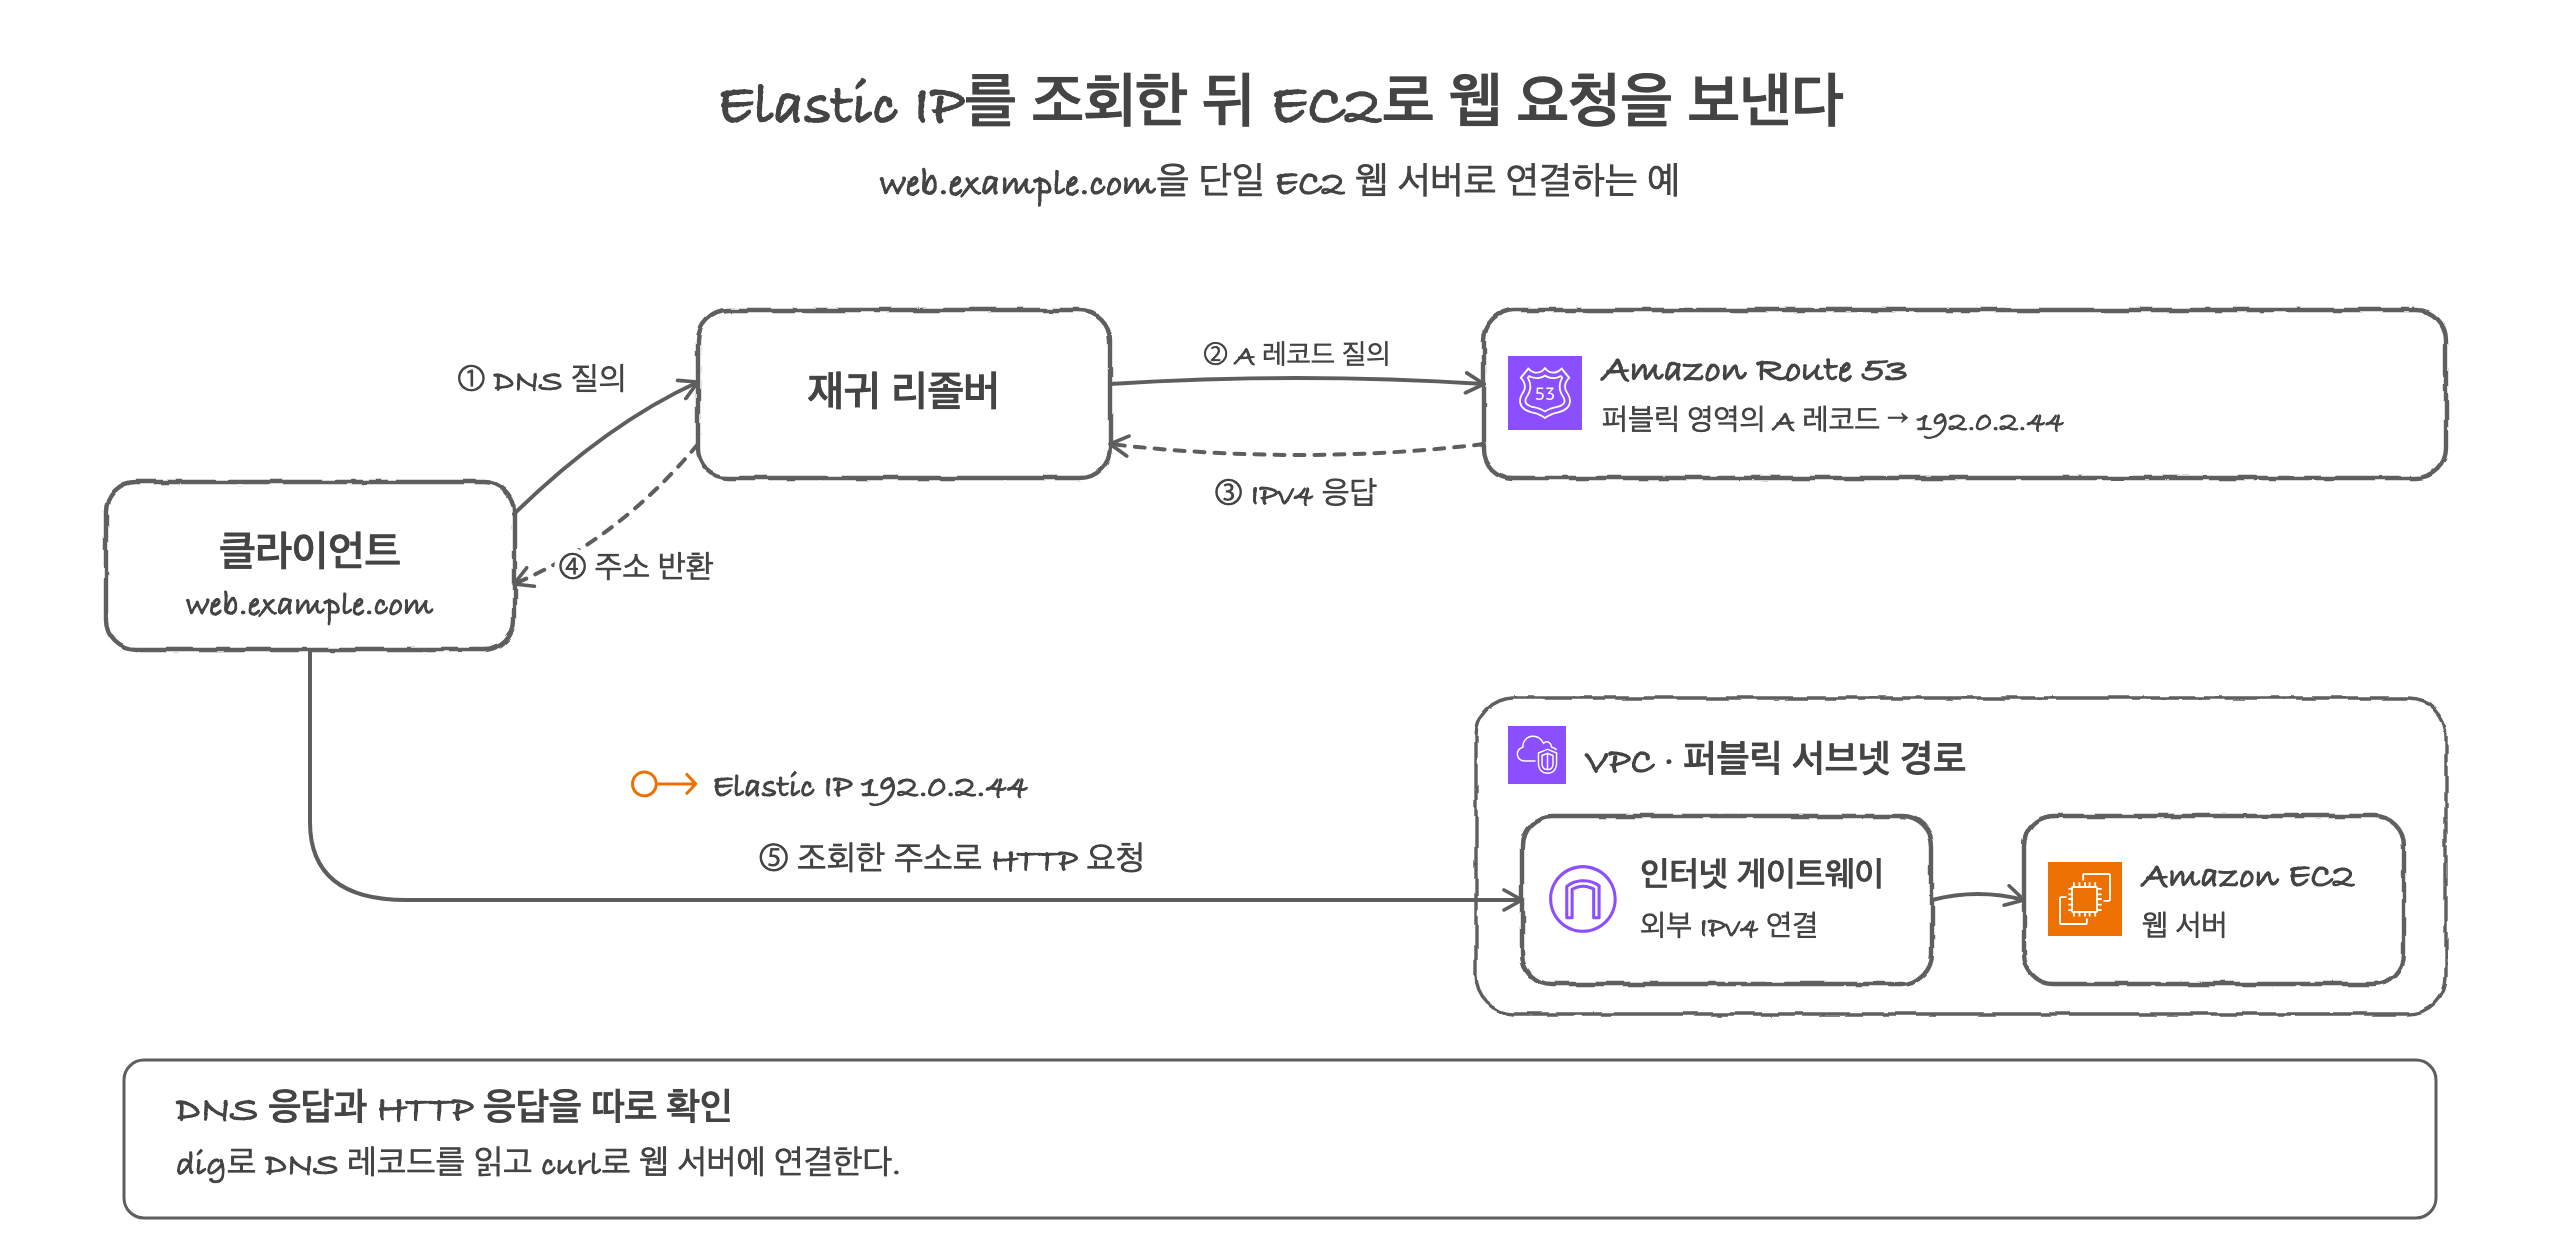 Elastic IP를 조회한 뒤 EC2로 웹 요청을 보낸다
web.example.com을 단일 EC2 웹 서버로 연결하는 예
① DNS 질의
재귀 리졸버
② A 레코드 질의
53
Amazon Route 53
퍼블릭 영역의 A 레코드 → 192.0.2.44
③ IPv4 응답
④ 주소 반환
클라이언트
web.example.com
Elastic IP 192.0.2.44
⑤ 조회한 주소로 HTTP 요청
VPC · 퍼블릭 서브넷 경로
인터넷 게이트웨이
외부 IPv4 연결
Amazon EC2
웹 서버
DNS 응답과 HTTP 응답을 따로 확인
dig로 DNS 레코드를 읽고 curl로 웹 서버에 연결한다.